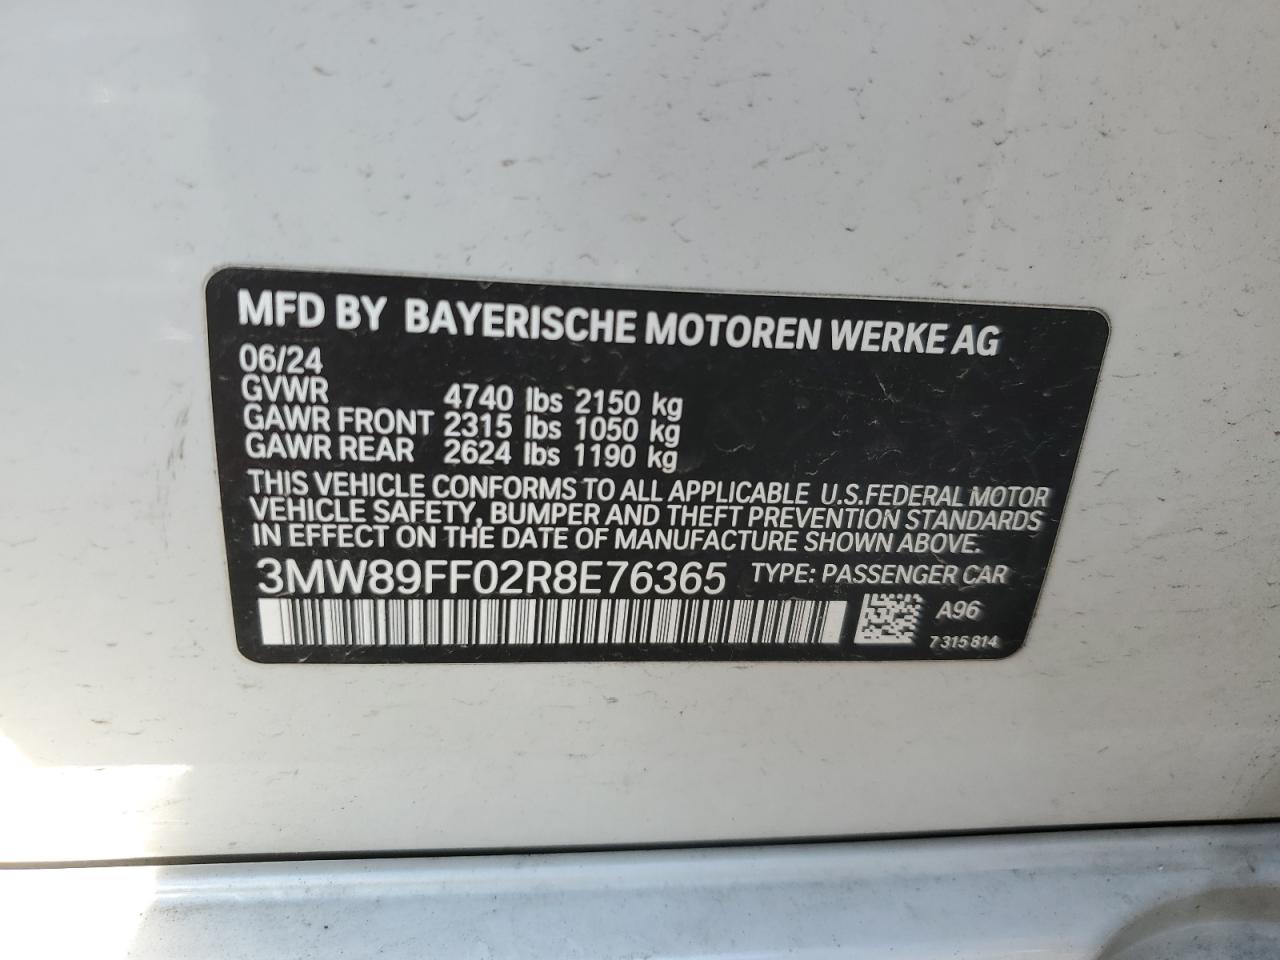 MFD BY BAYERISCHE MOTOREN WERKE AG
06/24
GVWR 4740 lbs 2150 kg
GAWR FRONT 2315 lbs 1050 kg
GAWR REAR 2624 lbs 1190 kg
THIS VEHICLE CONFORMS TO ALL APPLICABLE U.S.FEDERAL MOTOR
VEHICLE SAFETY, BUMPER AND THEFT PREVENTION STANDARDS
IN EFFECT ON THE DATE OF MANUFACTURE SHOWN ABOVE.
3MW89FF02R8E76365 TYPE: PASSENGER CAR
A96
7 315 814